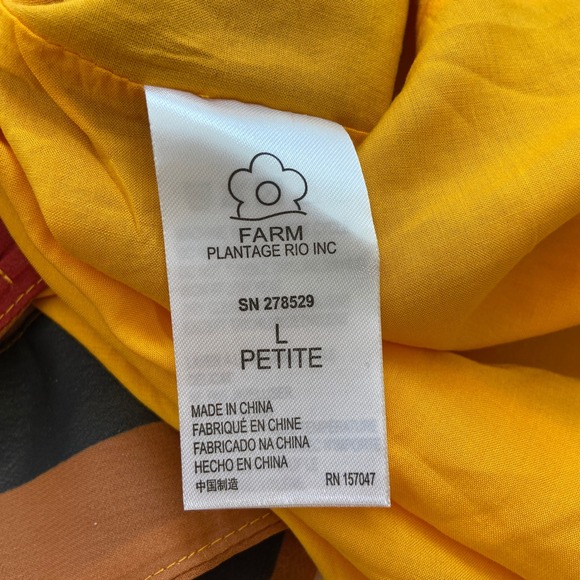 FARM
PLANTAGE RIO INC
SN 278529
L
PETITE
MADE IN CHINA
FABRIQUÉ EN CHINE
FABRICADO NA CHINA
HECHO EN CHINA
中国制造
RN 157047